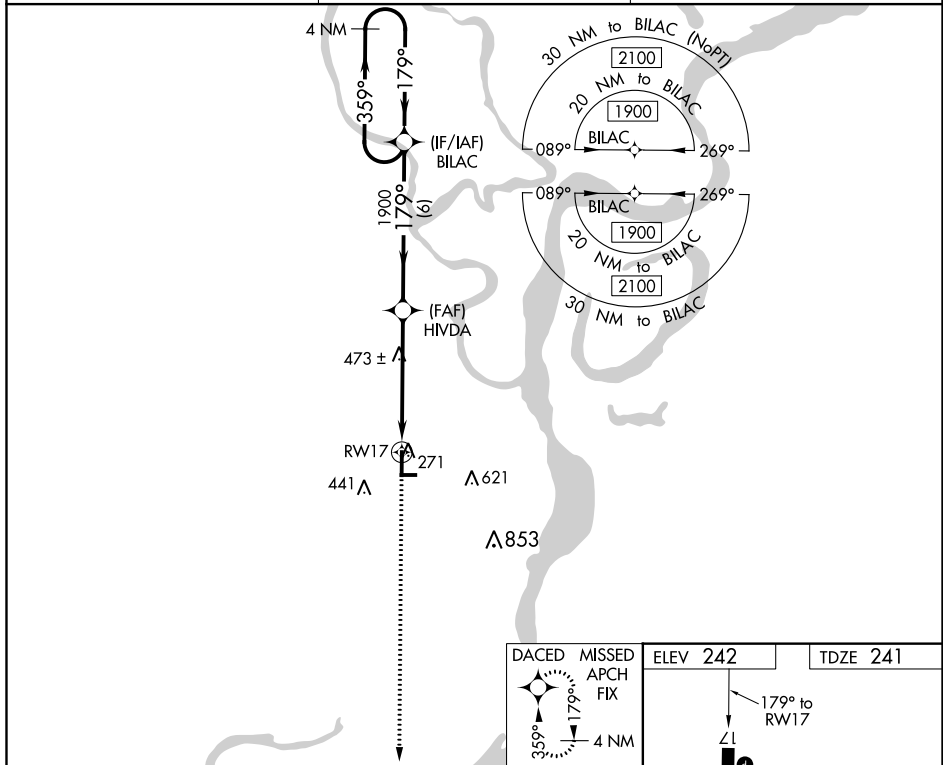 4 NM
359°
179°
(IF/IAF)
BILAC
1900
179°
(6)
(FAF)
HIVDA
473 ±
RW17
271
441
621
853
30 NM to BILAC (NoPT)
2100
20 NM to BILAC
1900
BILAC
089°
269°
089°
269°
BILAC
1900
20 NM to BILAC
2100
30 NM to BILAC
DACED
MISSED
APCH
FIX
359°
179°
4 NM
ELEV 242
TDZE 241
179° to
RW17
17